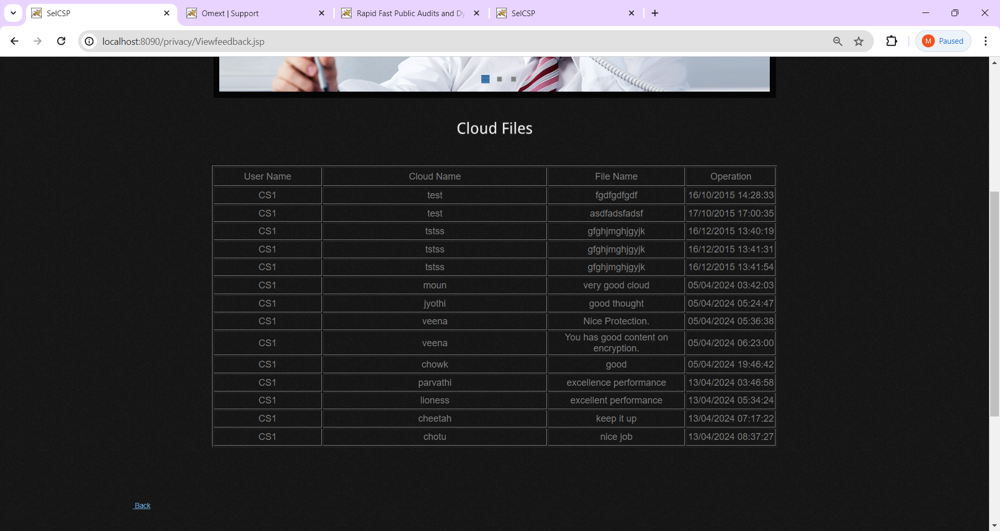 SelCSP
Omext | Support
Rapid Fast Public Audits and Dy
SelCSP
localhost:8090/privacy/Viewfeedback.jsp
M Paused
Cloud Files
User Name Cloud Name File Name Operation
CS1 test fgdfgdfgdf 16/10/2015 14:28:33
CS1 test asdfadsfadsf 17/10/2015 17:00:35
CS1 tstss gfghjmghjgyjk 16/12/2015 13:40:19
CS1 tstss gfghjmghjgyjk 16/12/2015 13:41:31
CS1 tstss gfghjmghjgyjk 16/12/2015 13:41:54
CS1 moun very good cloud 05/04/2024 03:42:03
CS1 jyothi good thought 05/04/2024 05:24:47
CS1 veena Nice Protection. 05/04/2024 05:36:38
CS1 veena You has good content on
encryption. 05/04/2024 06:23:00
CS1 chowk good 05/04/2024 19:46:42
CS1 parvathi excellence performance 13/04/2024 03:46:58
CS1 lioness excellent performance 13/04/2024 05:34:24
CS1 cheetah keep it up 13/04/2024 07:17:22
CS1 chotu nice job 13/04/2024 08:37:27
Back